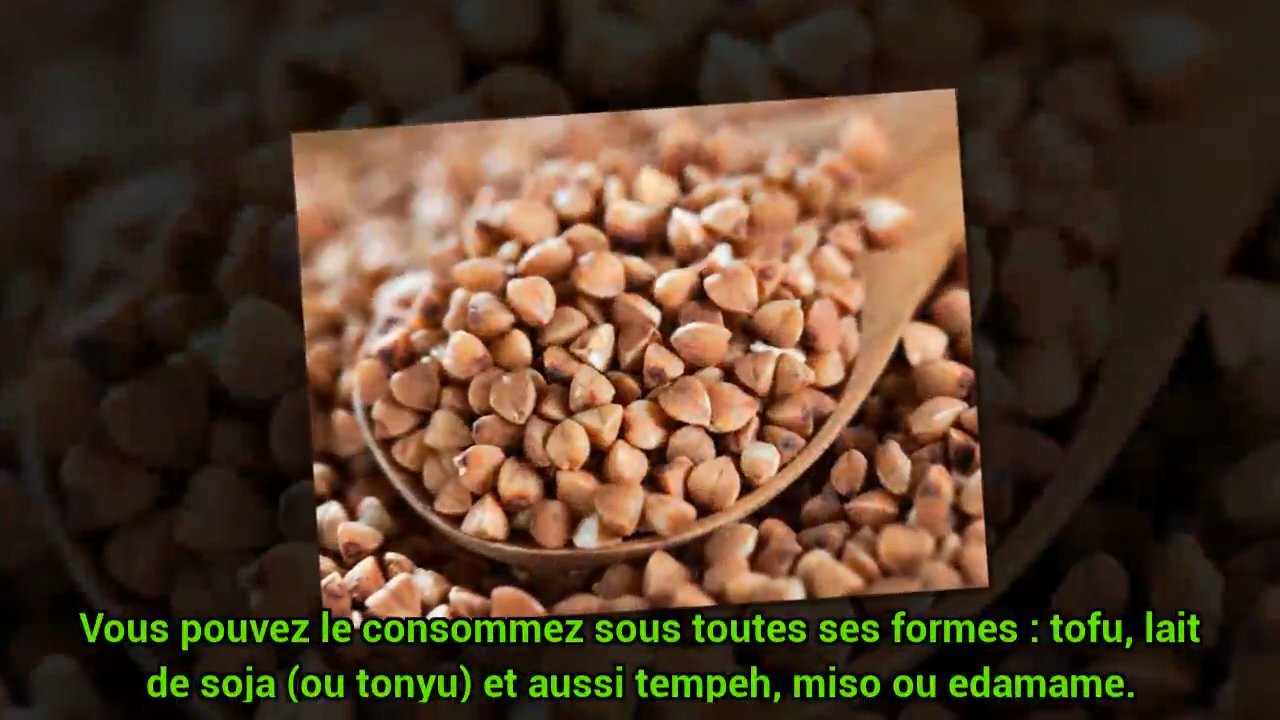 Vous pouvez le consommez sous toutes ses formes : tofu, lait
de soja (ou tonyu) et aussi tempeh, miso ou edamame.